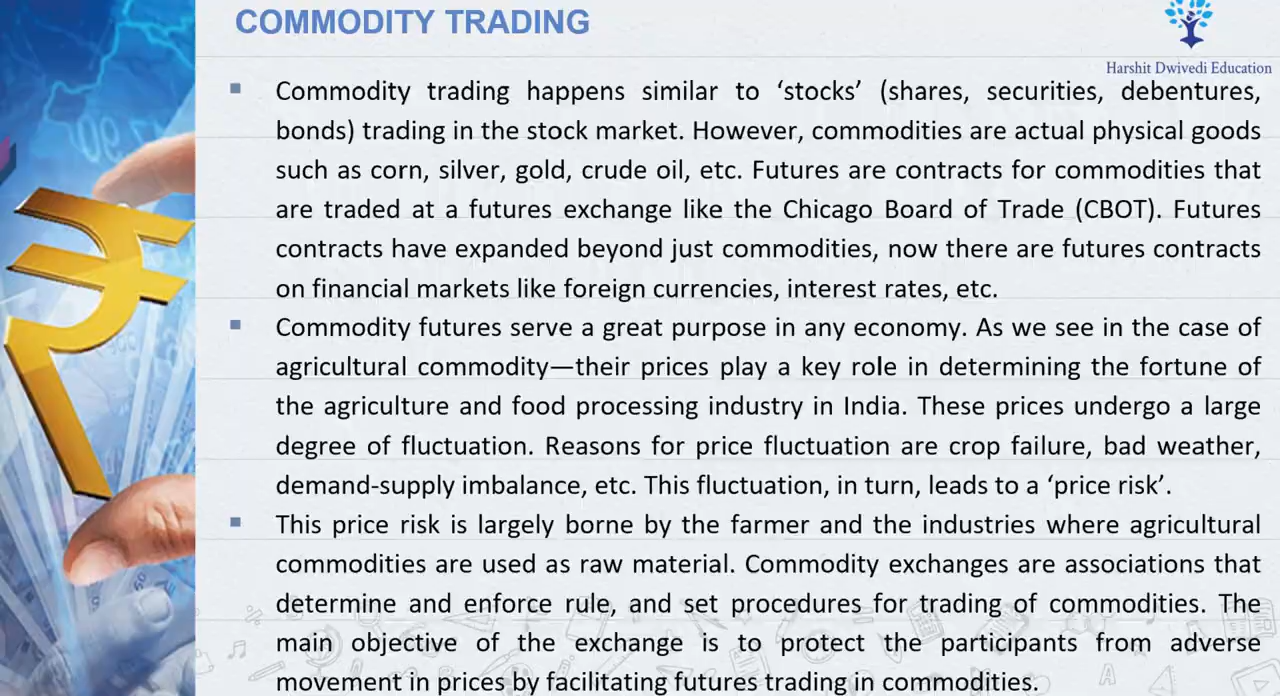 COMMODITY TRADING
Harshit Dwivedi Education
▪ Commodity trading happens similar to ‘stocks’ (shares, securities, debentures,
bonds) trading in the stock market. However, commodities are actual physical goods
such as corn, silver, gold, crude oil, etc. Futures are contracts for commodities that
are traded at a futures exchange like the Chicago Board of Trade (CBOT). Futures
contracts have expanded beyond just commodities, now there are futures contracts
on financial markets like foreign currencies, interest rates, etc.
▪ Commodity futures serve a great purpose in any economy. As we see in the case of
agricultural commodity—their prices play a key role in determining the fortune of
the agriculture and food processing industry in India. These prices undergo a large
degree of fluctuation. Reasons for price fluctuation are crop failure, bad weather,
demand-supply imbalance, etc. This fluctuation, in turn, leads to a ‘price risk’.
▪ This price risk is largely borne by the farmer and the industries where agricultural
commodities are used as raw material. Commodity exchanges are associations that
determine and enforce rule, and set procedures for trading of commodities. The
main objective of the exchange is to protect the participants from adverse
movement in prices by facilitating futures trading in commodities.